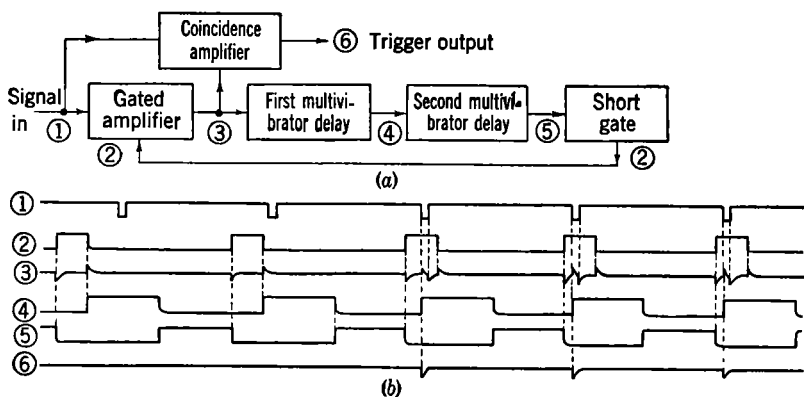 Coincidence
amplifier
⑥ Trigger output
Signal
in
①
Gated
amplifier
②
③
First multivi-
brator delay
④
Second multivi-
brator delay
⑤
Short
gate
②
(a)
①
②
③
④
⑤
⑥
(b)